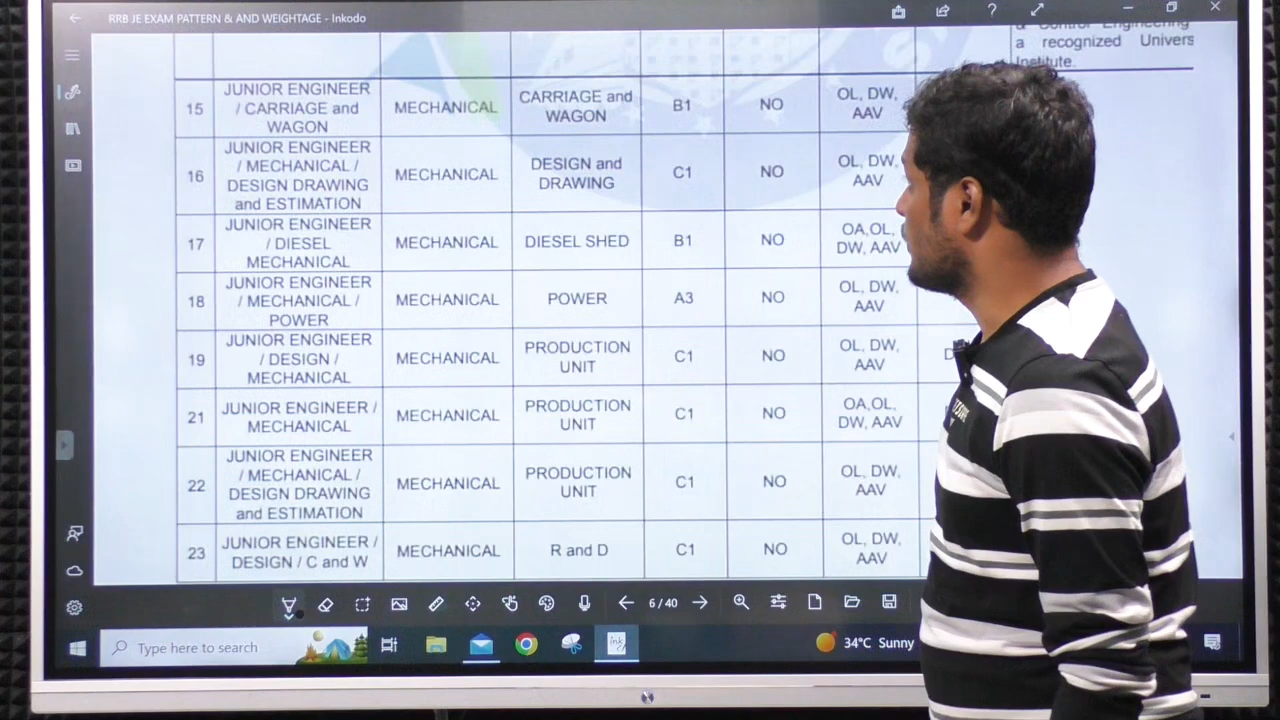 RRB JE EXAM PATTERN & AND WEIGHTAGE - Inkodo
& Control Engineering
a recognized Univers
Institute.
15 JUNIOR ENGINEER / CARRIAGE and WAGON MECHANICAL CARRIAGE and WAGON B1 NO OL, DW, AAV
16 JUNIOR ENGINEER / MECHANICAL / DESIGN DRAWING and ESTIMATION MECHANICAL DESIGN and DRAWING C1 NO OL, DW, AAV
17 JUNIOR ENGINEER / DIESEL MECHANICAL MECHANICAL DIESEL SHED B1 NO OA,OL, DW, AAV
18 JUNIOR ENGINEER / MECHANICAL / POWER MECHANICAL POWER A3 NO OL, DW, AAV
19 JUNIOR ENGINEER / DESIGN / MECHANICAL MECHANICAL PRODUCTION UNIT C1 NO OL, DW, AAV
21 JUNIOR ENGINEER / MECHANICAL MECHANICAL PRODUCTION UNIT C1 NO OA,OL, DW, AAV
22 JUNIOR ENGINEER / MECHANICAL / DESIGN DRAWING and ESTIMATION MECHANICAL PRODUCTION UNIT C1 NO OL, DW, AAV
23 JUNIOR ENGINEER / DESIGN / C and W MECHANICAL R and D C1 NO OL, DW, AAV
6 / 40
Type here to search
34°C Sunny